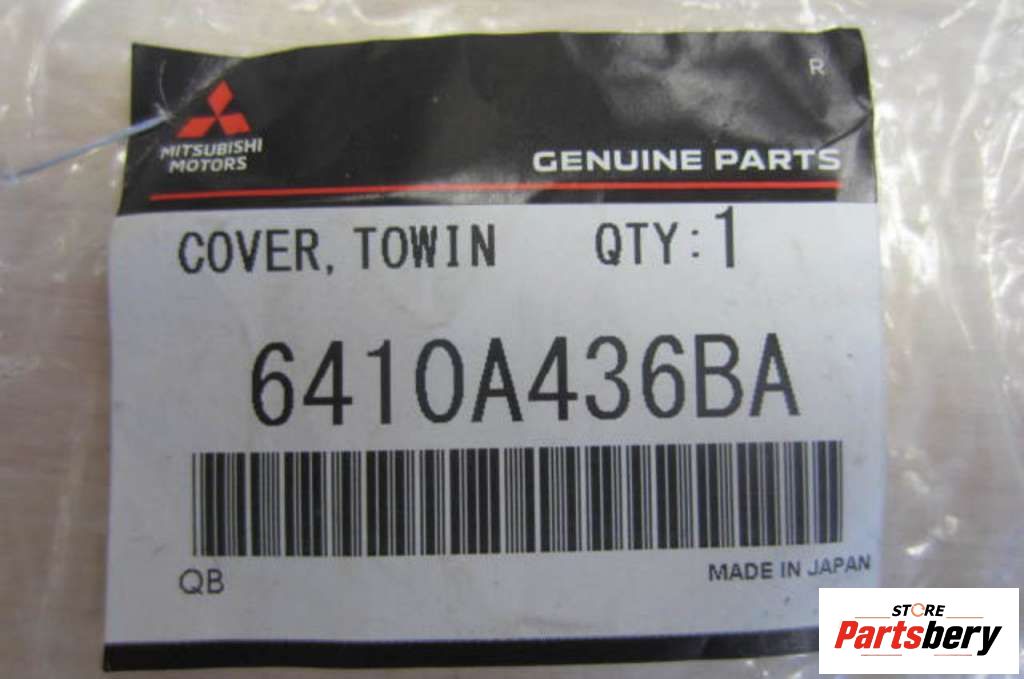 R
MITSUBISHI
MOTORS
GENUINE PARTS
COVER, TOWIN QTY:1
6410A436BA
QB
MADE IN JAPAN
STORE
Partsbery